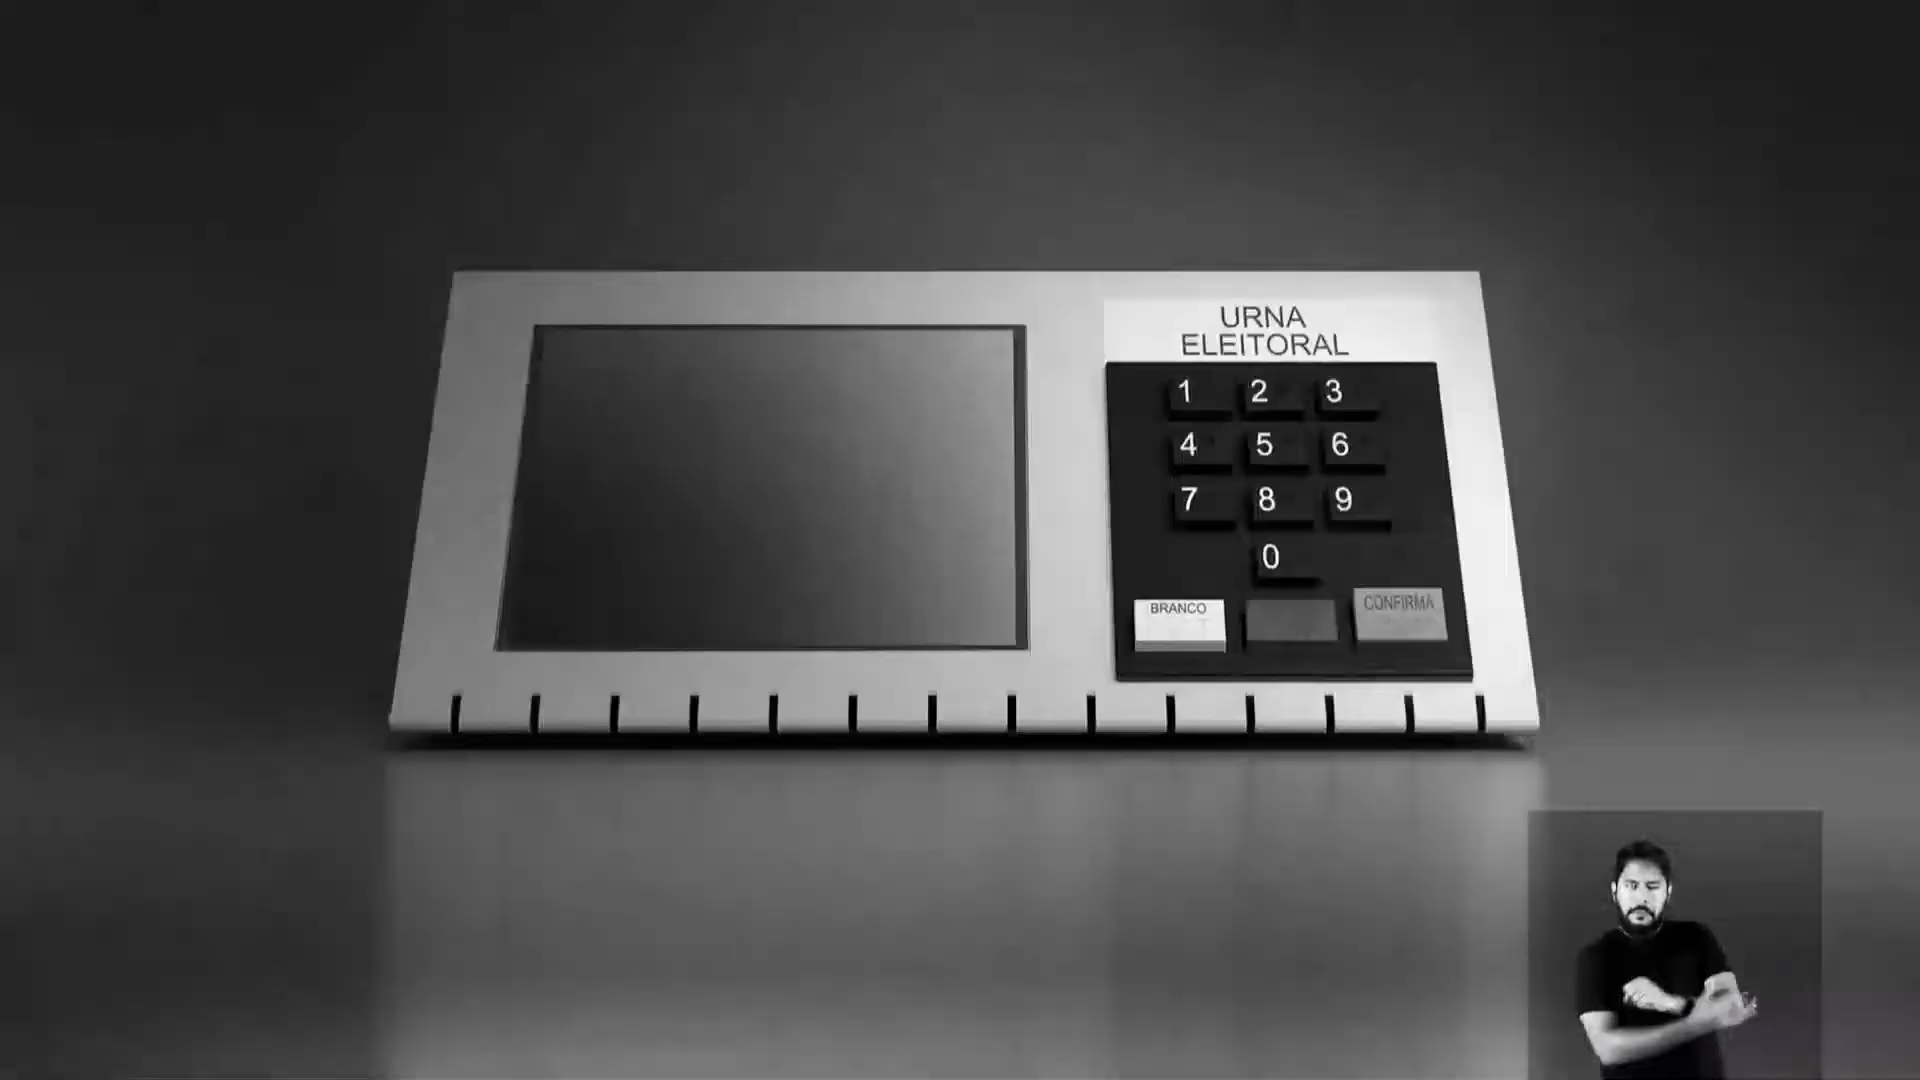 URNA
ELEITORAL
1 2 3
4 5 6
7 8 9
0
BRANCO
CONFIRMA